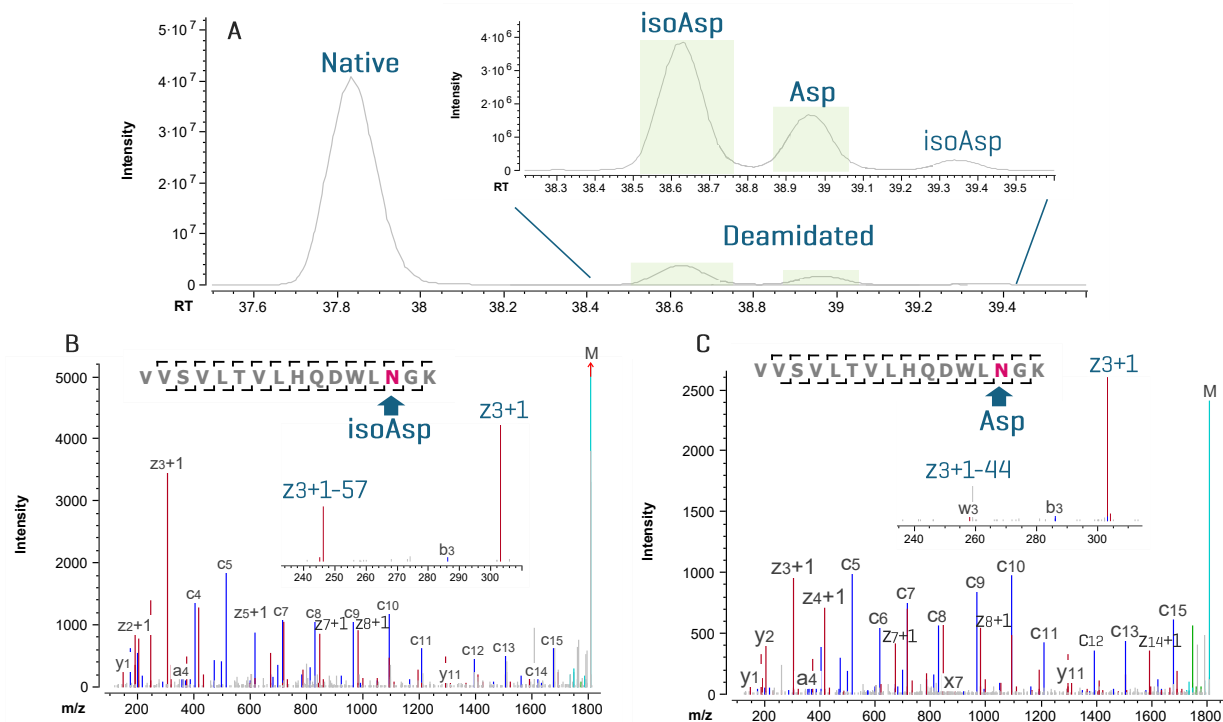 A
Native
Intensity
5·10⁷
4·10⁷
3·10⁷
2·10⁷
10⁷
0
RT
37.6
37.8
38
38.2
38.4
38.6
38.8
39
39.2
39.4
isoAsp
Asp
isoAsp
Intensity
4·10⁶
3·10⁶
2·10⁶
10⁶
0
RT
38.3
38.4
38.5
38.6
38.7
38.8
38.9
39
39.1
39.2
39.3
39.4
39.5
Deamidated
B
VVSVLTVLHQDWLNGK
isoAsp
M
z3+1
z3+1-57
b3
240
250
260
270
280
290
300
Intensity
5000
4000
3000
2000
1000
0
z3+1
y1
z2+1
a4
c4
c5
z5+1
c7
c8
z7+1
c9
z8+1
c10
c11
y11
c12
c13
c14
c15
m/z
200
400
600
800
1000
1200
1400
1600
1800
C
VVSVLTVLHQDWLNGK
Asp
M
z3+1
z3+1-44
w3
b3
240
260
280
300
Intensity
2500
2000
1500
1000
500
0
y1
y2
z3+1
a4
z4+1
c5
c6
z7+1
c7
c8
x7
c9
z8+1
c10
c11
y11
c12
c13
z14+1
c15
m/z
200
400
600
800
1000
1200
1400
1600
1800